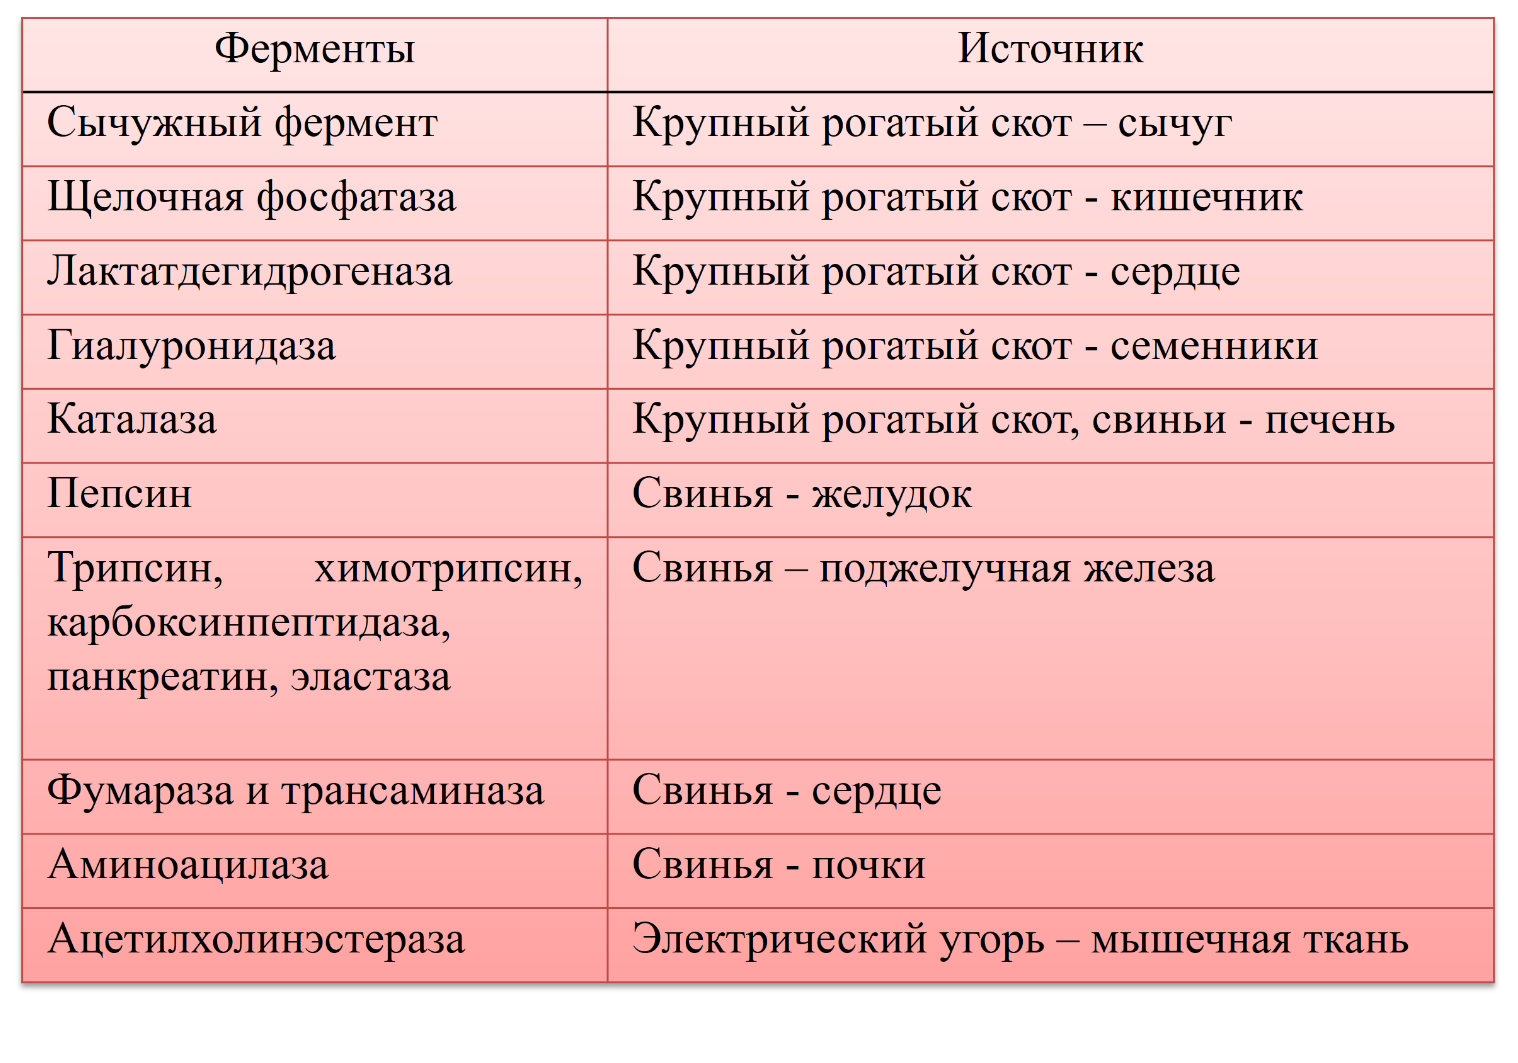 Ферменты Источник
Сычужный фермент Крупный рогатый скот – сычуг
Щелочная фосфатаза Крупный рогатый скот - кишечник
Лактатдегидрогеназа Крупный рогатый скот - сердце
Гиалуронидаза Крупный рогатый скот - семенники
Каталаза Крупный рогатый скот, свиньи - печень
Пепсин Свинья - желудок
Трипсин, химотрипсин, Свинья – поджелучная железа
карбоксинпептидаза,
панкреатин, эластаза
Фумараза и трансаминаза Свинья - сердце
Аминоацилаза Свинья - почки
Ацетилхолинэстераза Электрический угорь – мышечная ткань